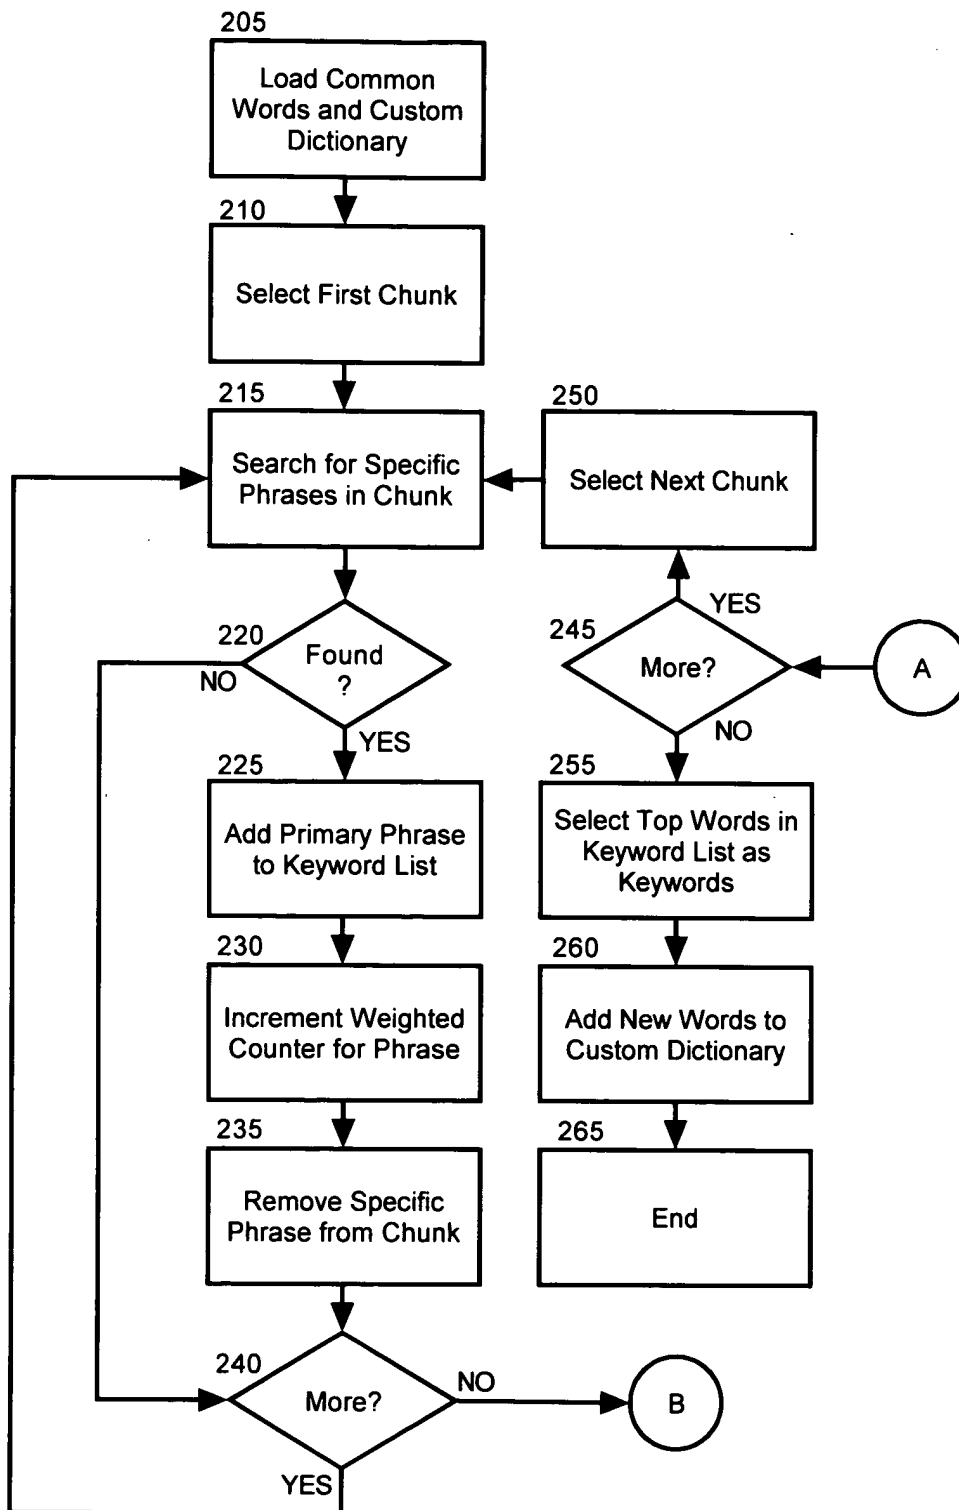 205
Load Common
Words and Custom
Dictionary
210
Select First Chunk
215
Search for Specific
Phrases in Chunk
250
Select Next Chunk
220
Found
?
NO
YES
245
More?
YES
NO
A
225
Add Primary Phrase
to Keyword List
255
Select Top Words in
Keyword List as
Keywords
230
Increment Weighted
Counter for Phrase
260
Add New Words to
Custom Dictionary
235
Remove Specific
Phrase from Chunk
265
End
240
More?
NO
YES
B